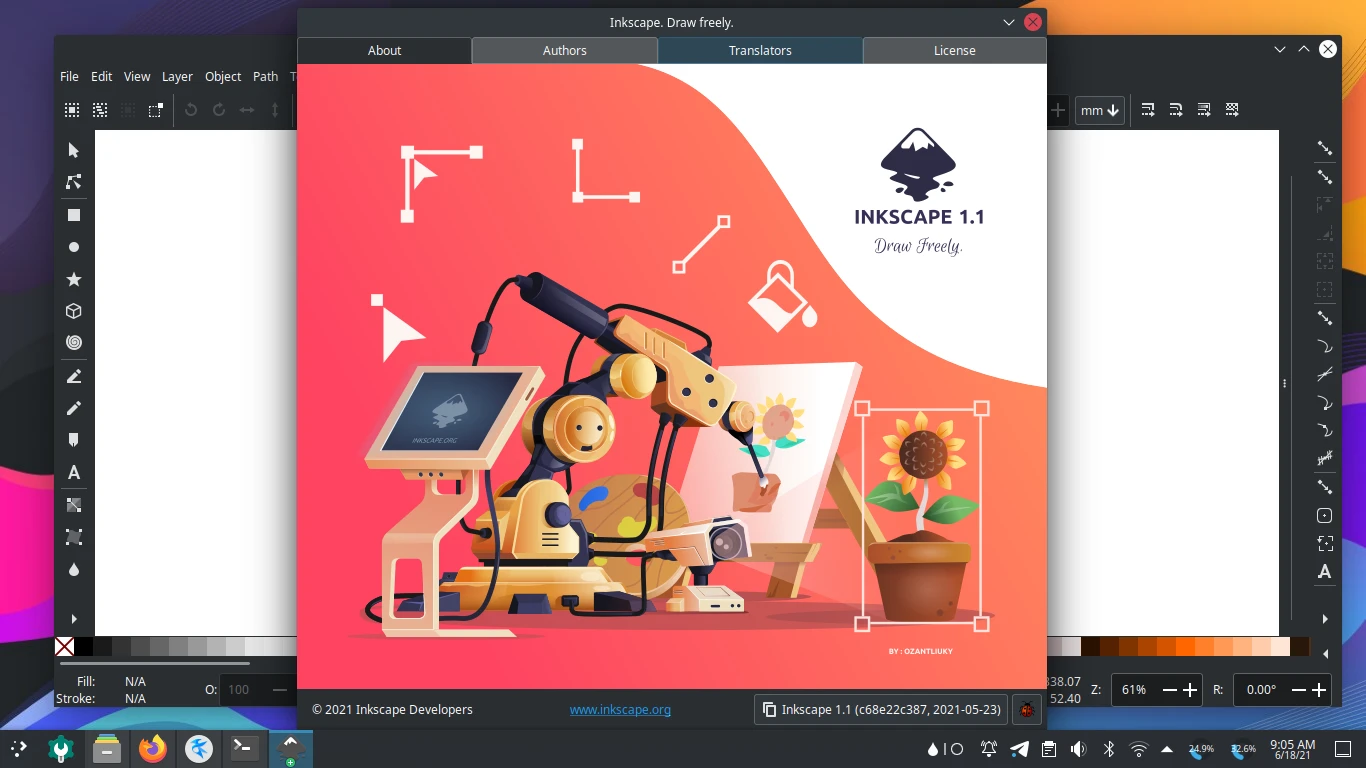 Inkscape. Draw freely.
About Authors Translators License
File Edit View Layer Object Path
mm
INKSCAPE 1.1
Draw Freely.
INKSCAPE.ORG
BY : OZANTLIUKY
Fill: N/A
Stroke: N/A
O: 100
338.07
52.40
Z: 61%
R: 0.00°
© 2021 Inkscape Developers www.inkscape.org Inkscape 1.1 (c68e22c387, 2021-05-23)
24.9% 32.6% 9:05 AM
6/18/21